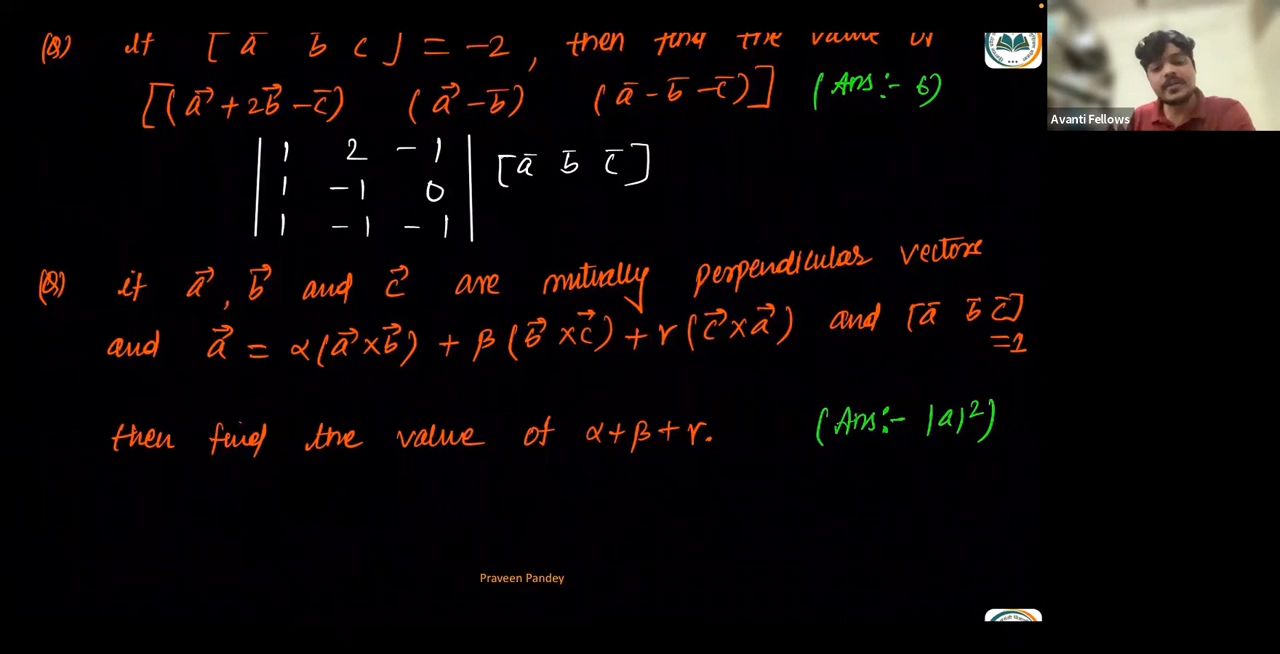 (Q) If [ a̅ b̅ c ] = -2 , then find the value of
[(a⃗ + 2b⃗ - c̅) (a⃗ - b̅) (a̅ - b̅ - c̅)] (Ans:- 6)
| 1 2 -1 |
| 1 -1 0 | [a̅ b̅ c̅]
| 1 -1 -1 |
Avanti Fellows
(Q) if a⃗, b⃗ and c⃗ are mutually perpendicular vectors
and a⃗ = α(a⃗ × b⃗) + β(b⃗ × c⃗) + r(c⃗ × a⃗) and [a̅ b̅ c̅] = 1
then find the value of α + β + r. (Ans:- |a|²)
Praveen Pandey